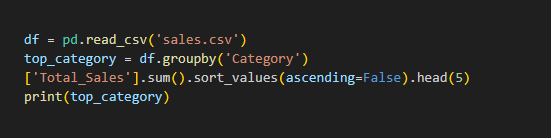 df = pd.read_csv('sales.csv')
top_category = df.groupby('Category')
['Total_Sales'].sum().sort_values(ascending=False).head(5)
print(top_category)